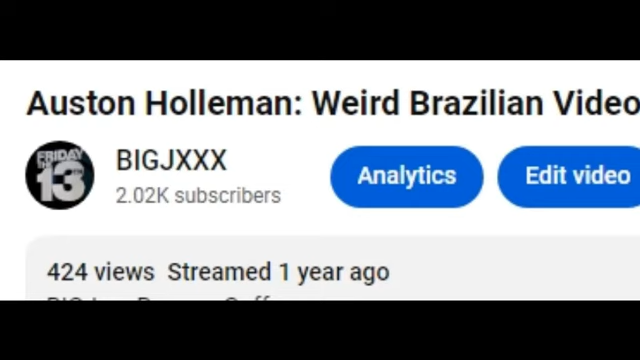 Auston Holleman: Weird Brazilian Video
FRIDAY
13
BIGJXXX
2.02K subscribers
Analytics
Edit video
424 views Streamed 1 year ago